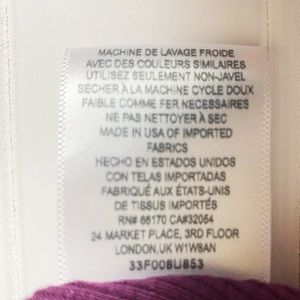 MACHINE DE LAVAGE FROIDE
AVEC DES COULEURS SIMILAIRES
UTILISEZ SEULEMENT NON-JAVEL
SECHER À LA MACHINE CYCLE DOUX
FAIBLE COMME FER NECESSAIRES
NE PAS NETTOYER À SEC
MADE IN USA OF IMPORTED
FABRICS
HECHO EN ESTADOS UNIDOS
CON TELAS IMPORTADAS
FABRIQUÉ AUX ÉTATS-UNIS
DE TISSUS IMPORTÉS
RN# 66170 CA#32054
24 MARKET PLACE, 3RD FLOOR
LONDON, UK W1W8AN
33F006U853